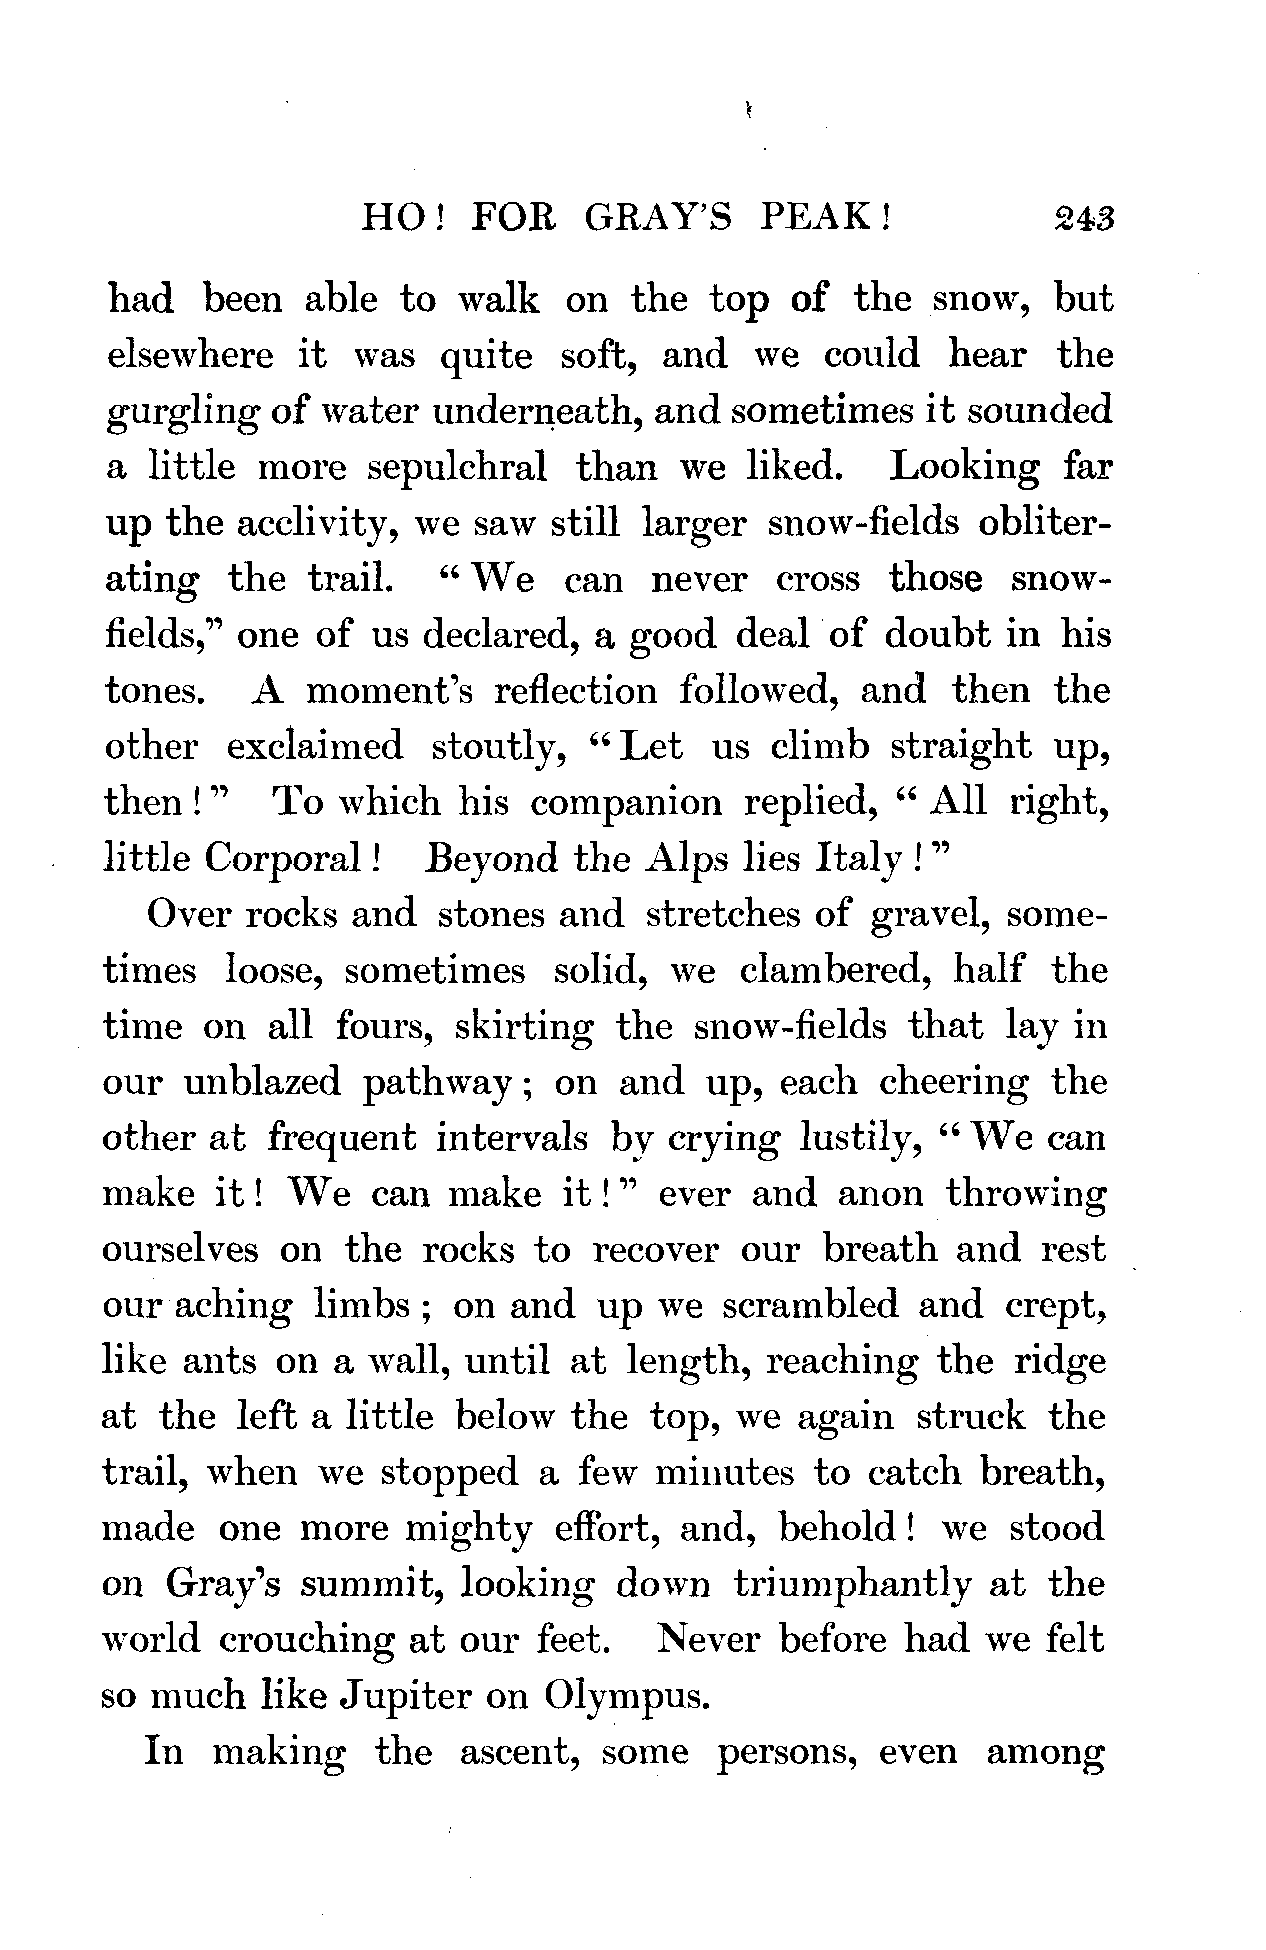 HO! FOR GRAY'S PEAK! 243
had been able to walk on the top of the snow, but
elsewhere it was quite soft, and we could hear the
gurgling of water underneath, and sometimes it sounded
a little more sepulchral than we liked. Looking far
up the acclivity, we saw still larger snow-fields obliter-
ating the trail. "We can never cross those snow-
fields," one of us declared, a good deal of doubt in his
tones. A moment's reflection followed, and then the
other exclaimed stoutly, "Let us climb straight up,
then!" To which his companion replied, "All right,
little Corporal! Beyond the Alps lies Italy!"
Over rocks and stones and stretches of gravel, some-
times loose, sometimes solid, we clambered, half the
time on all fours, skirting the snow-fields that lay in
our unblazed pathway; on and up, each cheering the
other at frequent intervals by crying lustily, "We can
make it! We can make it!" ever and anon throwing
ourselves on the rocks to recover our breath and rest
our aching limbs; on and up we scrambled and crept,
like ants on a wall, until at length, reaching the ridge
at the left a little below the top, we again struck the
trail, when we stopped a few minutes to catch breath,
made one more mighty effort, and, behold! we stood
on Gray's summit, looking down triumphantly at the
world crouching at our feet. Never before had we felt
so much like Jupiter on Olympus.
In making the ascent, some persons, even among